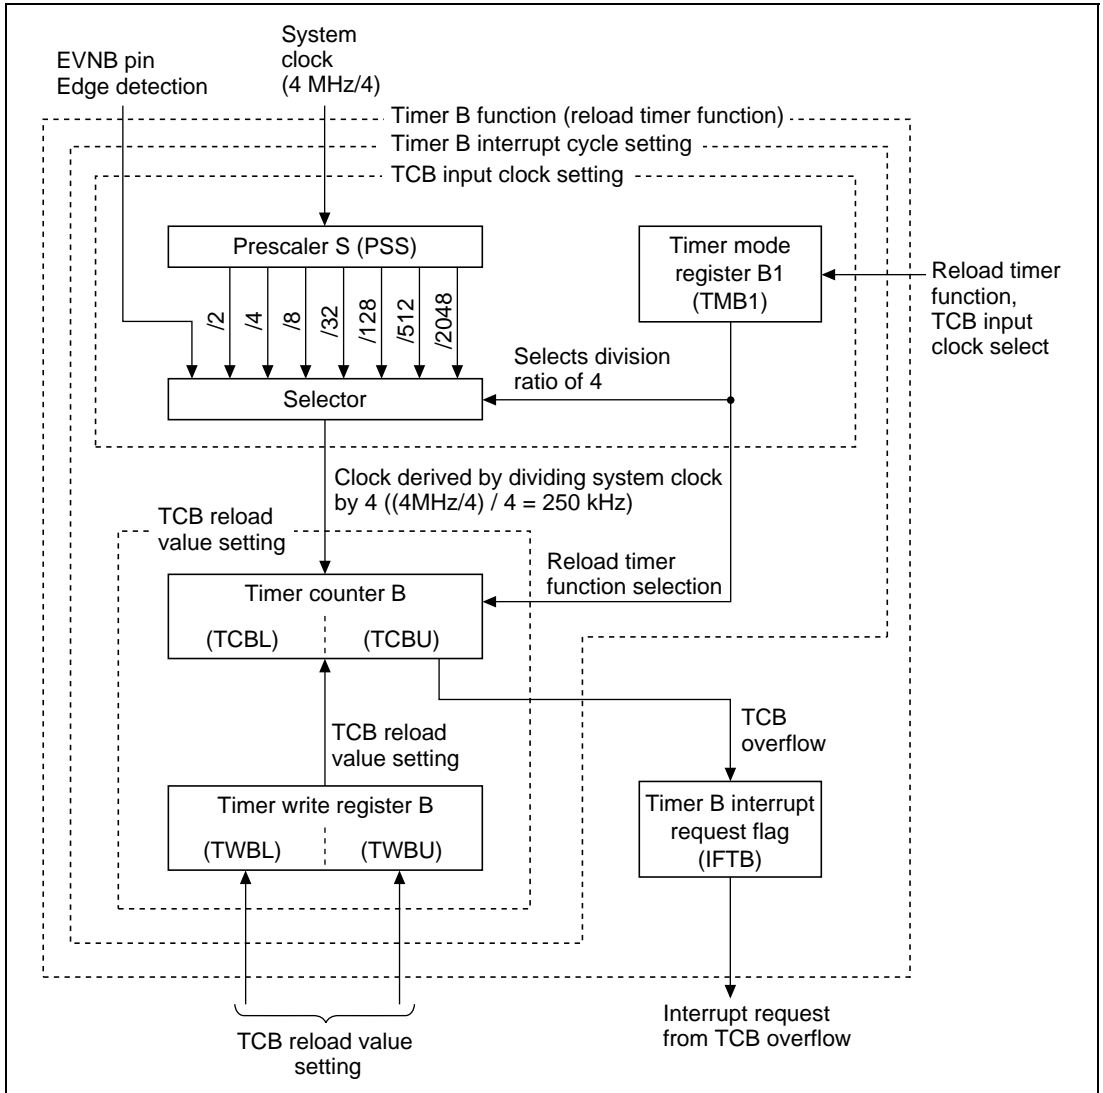 System
clock
(4 MHz/4)
EVNB pin
Edge detection
Timer B function (reload timer function)
Timer B interrupt cycle setting
TCB input clock setting
Prescaler S (PSS)
Timer mode
register B1
(TMB1)
Reload timer
function,
TCB input
clock select
/2
/4
/8
/32
/128
/512
/2048
Selects division
ratio of 4
Selector
Clock derived by dividing system clock
by 4 ((4MHz/4) / 4 = 250 kHz)
TCB reload
value setting
Reload timer
function selection
Timer counter B
(TCBL)
(TCBU)
TCB reload
value setting
TCB
overflow
Timer write register B
(TWBL)
(TWBU)
Timer B interrupt
request flag
(IFTB)
TCB reload value
setting
Interrupt request
from TCB overflow